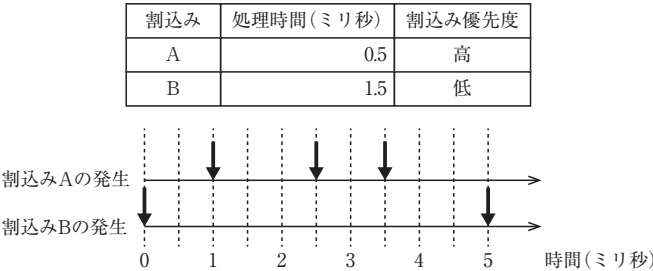 割込み 処理時間(ミリ秒) 割込み優先度
A 0.5 高
B 1.5 低
割込みAの発生
割込みBの発生
0 1 2 3 4 5 時間(ミリ秒)